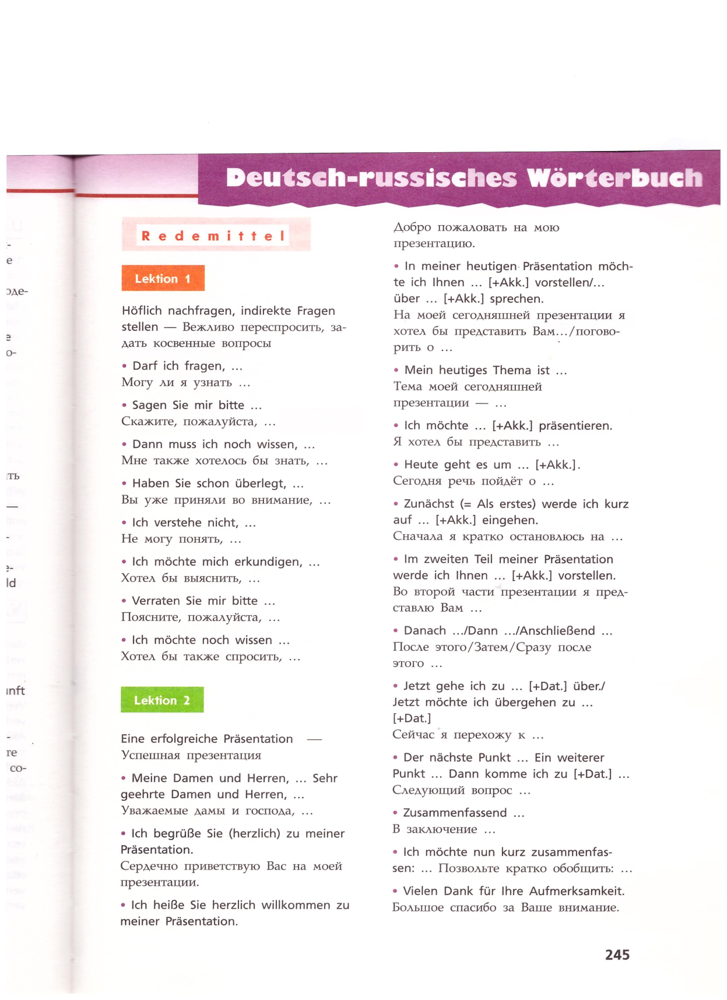 Deutsch-russisches Wörterbuch
Redemittel
Lektion 1
Höflich nachfragen, indirekte Fragen
stellen — Вежливо переспросить, за-
дать косвенные вопросы
• Darf ich fragen, ...
Могу ли я узнать ...
• Sagen Sie mir bitte ...
Скажите, пожалуйста, ...
• Dann muss ich noch wissen, ...
Мне также хотелось бы знать, ...
• Haben Sie schon überlegt, ...
Вы уже приняли во внимание, ...
• Ich verstehe nicht, ...
Не могу понять, ...
• Ich möchte mich erkundigen, ...
Хотел бы выяснить, ...
• Verraten Sie mir bitte ...
Поясните, пожалуйста, ...
• Ich möchte noch wissen ...
Хотел бы также спросить, ...
Lektion 2
Eine erfolgreiche Präsentation —
Успешная презентация
• Meine Damen und Herren, ... Sehr
geehrte Damen und Herren, ...
Уважаемые дамы и господа, ...
• Ich begrüße Sie (herzlich) zu meiner
Präsentation.
Сердечно приветствую Вас на моей
презентации.
• Ich heiße Sie herzlich willkommen zu
meiner Präsentation.
Добро пожаловать на мою
презентацию.
• In meiner heutigen Präsentation möch-
te ich Ihnen ... [+Akk.] vorstellen/...
über ... [+Akk.] sprechen.
На моей сегодняшней презентации я
хотел бы представить Вам.../погово-
рить о ...
• Mein heutiges Thema ist ...
Тема моей сегодняшней
презентации — ...
• Ich möchte ... [+Akk.] präsentieren.
Я хотел бы представить ...
• Heute geht es um ... [+Akk.].
Сегодня речь пойдёт о ...
• Zunächst (= Als erstes) werde ich kurz
auf ... [+Akk.] eingehen.
Сначала я кратко остановлюсь на ...
• Im zweiten Teil meiner Präsentation
werde ich Ihnen ... [+Akk.] vorstellen.
Во второй части презентации я пред-
ставлю Вам ...
• Danach .../Dann .../Anschließend ...
После этого/Затем/Сразу после
этого ...
• Jetzt gehe ich zu ... [+Dat.] über./
Jetzt möchte ich übergehen zu ...
[+Dat.]
Сейчас я перехожу к ...
• Der nächste Punkt ... Ein weiterer
Punkt ... Dann komme ich zu [+Dat.] ...
Следующий вопрос ...
• Zusammenfassend ...
В заключение ...
• Ich möchte nun kurz zusammenfas-
sen: ... Позвольте кратко обобщить: ...
• Vielen Dank für Ihre Aufmerksamkeit.
Большое спасибо за Ваше внимание.
245